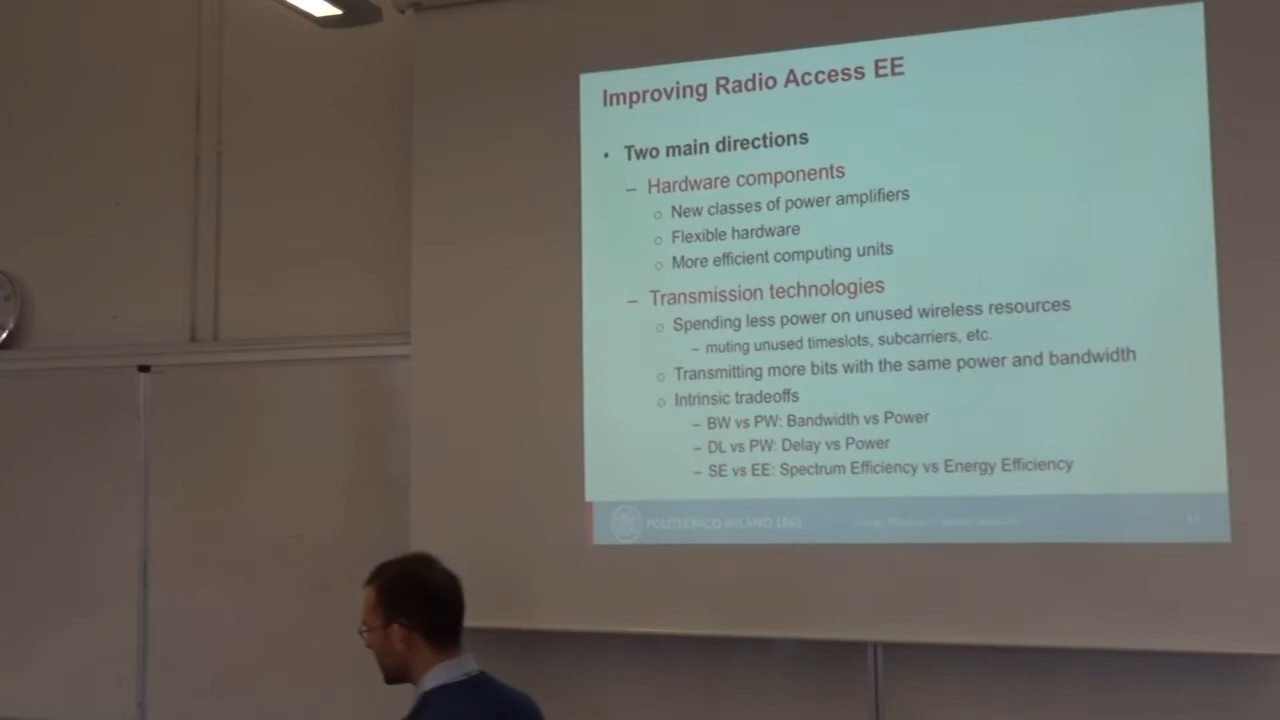 Improving Radio Access EE
• Two main directions
– Hardware components
○ New classes of power amplifiers
○ Flexible hardware
○ More efficient computing units
– Transmission technologies
○ Spending less power on unused wireless resources
– muting unused timeslots, subcarriers, etc.
○ Transmitting more bits with the same power and bandwidth
○ Intrinsic tradeoffs
– BW vs PW: Bandwidth vs Power
– DL vs PW: Delay vs Power
– SE vs EE: Spectrum Efficiency vs Energy Efficiency
POLITECNICO MILANO 1863